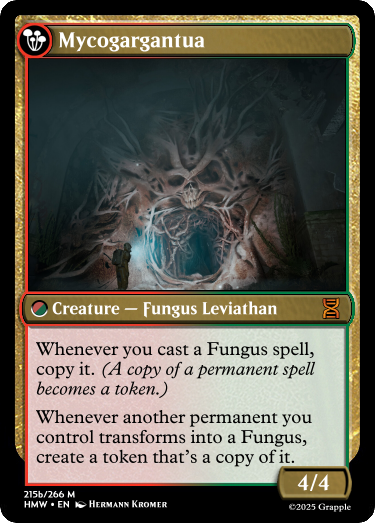 Mycogargantua
Creature — Fungus Leviathan
Whenever you cast a Fungus spell,
copy it. (A copy of a permanent spell
becomes a token.)
Whenever another permanent you
control transforms into a Fungus,
create a token that's a copy of it.
4/4
215b/266 M
HMW • EN Hermann Kromer
©2025 Grapple